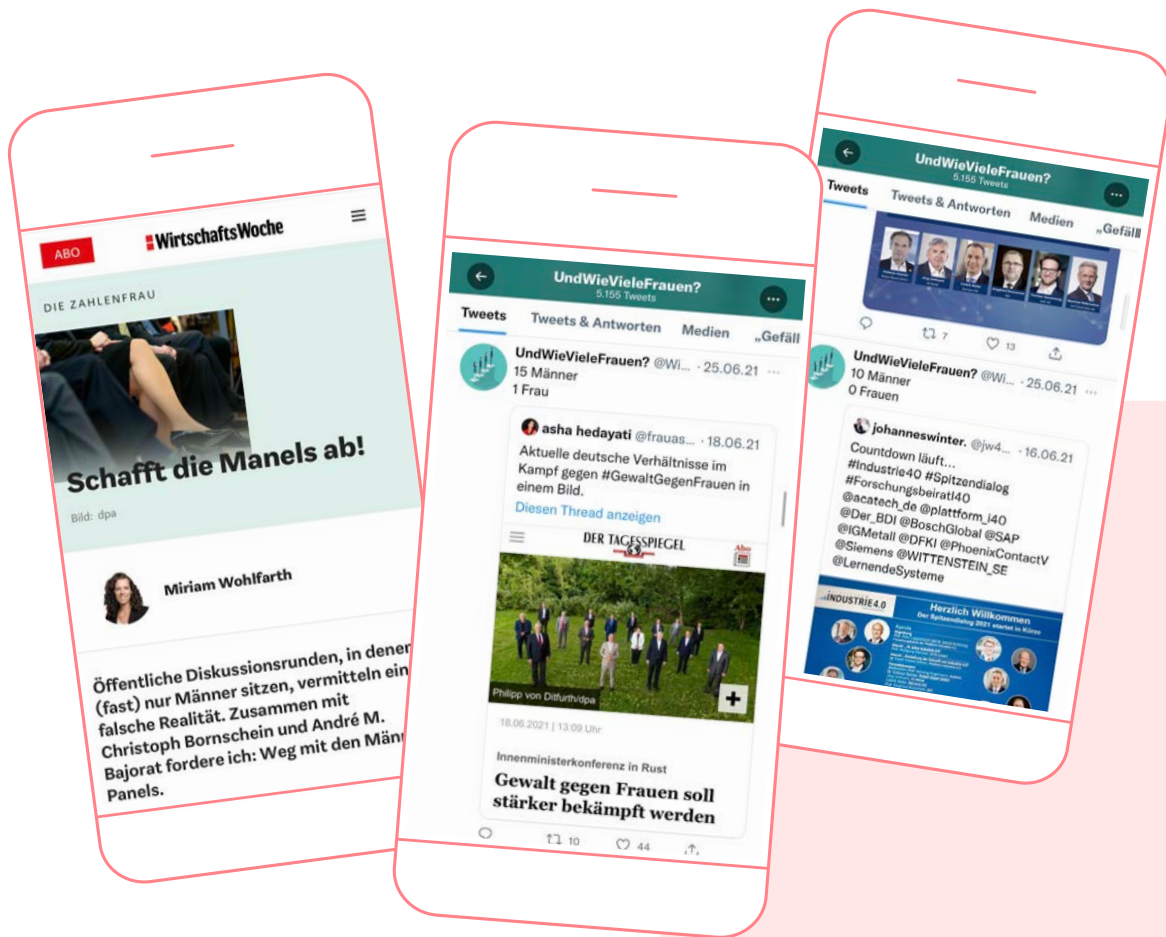 ABO
WirtschaftsWoche
DIE ZAHLENFRAU
Schafft die Manels ab!
Bild: dpa
Miriam Wohlfarth
Öffentliche Diskussionsrunden, in denen
(fast) nur Männer sitzen, vermitteln ein
falsche Realität. Zusammen mit
Christoph Bornschein und André M.
Bajorat fordere ich: Weg mit den Män
Panels.
UndWieVieleFrauen?
5.155 Tweets
Tweets Tweets & Antworten Medien „Gefäll
UndWieVieleFrauen? @Wi... · 25.06.21 ...
15 Männer
1 Frau
asha hedayati @frauas... · 18.06.21
Aktuelle deutsche Verhältnisse im
Kampf gegen #GewaltGegenFrauen in
einem Bild.
Diesen Thread anzeigen
DER TAGESSPIEGEL
Abo
Philipp von Ditfurth/dpa
18.06.2021 | 13:09 Uhr
Innenministerkonferenz in Rust
Gewalt gegen Frauen soll
stärker bekämpft werden
10 44
UndWieVieleFrauen?
5.155 Tweets
Tweets Tweets & Antworten Medien „Gefäll
7 13
UndWieVieleFrauen? @Wi... · 25.06.21 ...
10 Männer
0 Frauen
johanneswinter. @jw4... · 16.06.21
Countdown läuft...
#Industrie40 #Spitzendialog
#ForschungsbeiratI40
@acatech_de @plattform_i40
@Der_BDI @BoschGlobal @SAP
@IGMetall @DFKI @PhoenixContactV
@Siemens @WITTENSTEIN_SE
@LernendeSysteme
INDUSTRIE4.0
Herzlich Willkommen
Der Spitzendialog 2021 startet in Kürze
Agenda